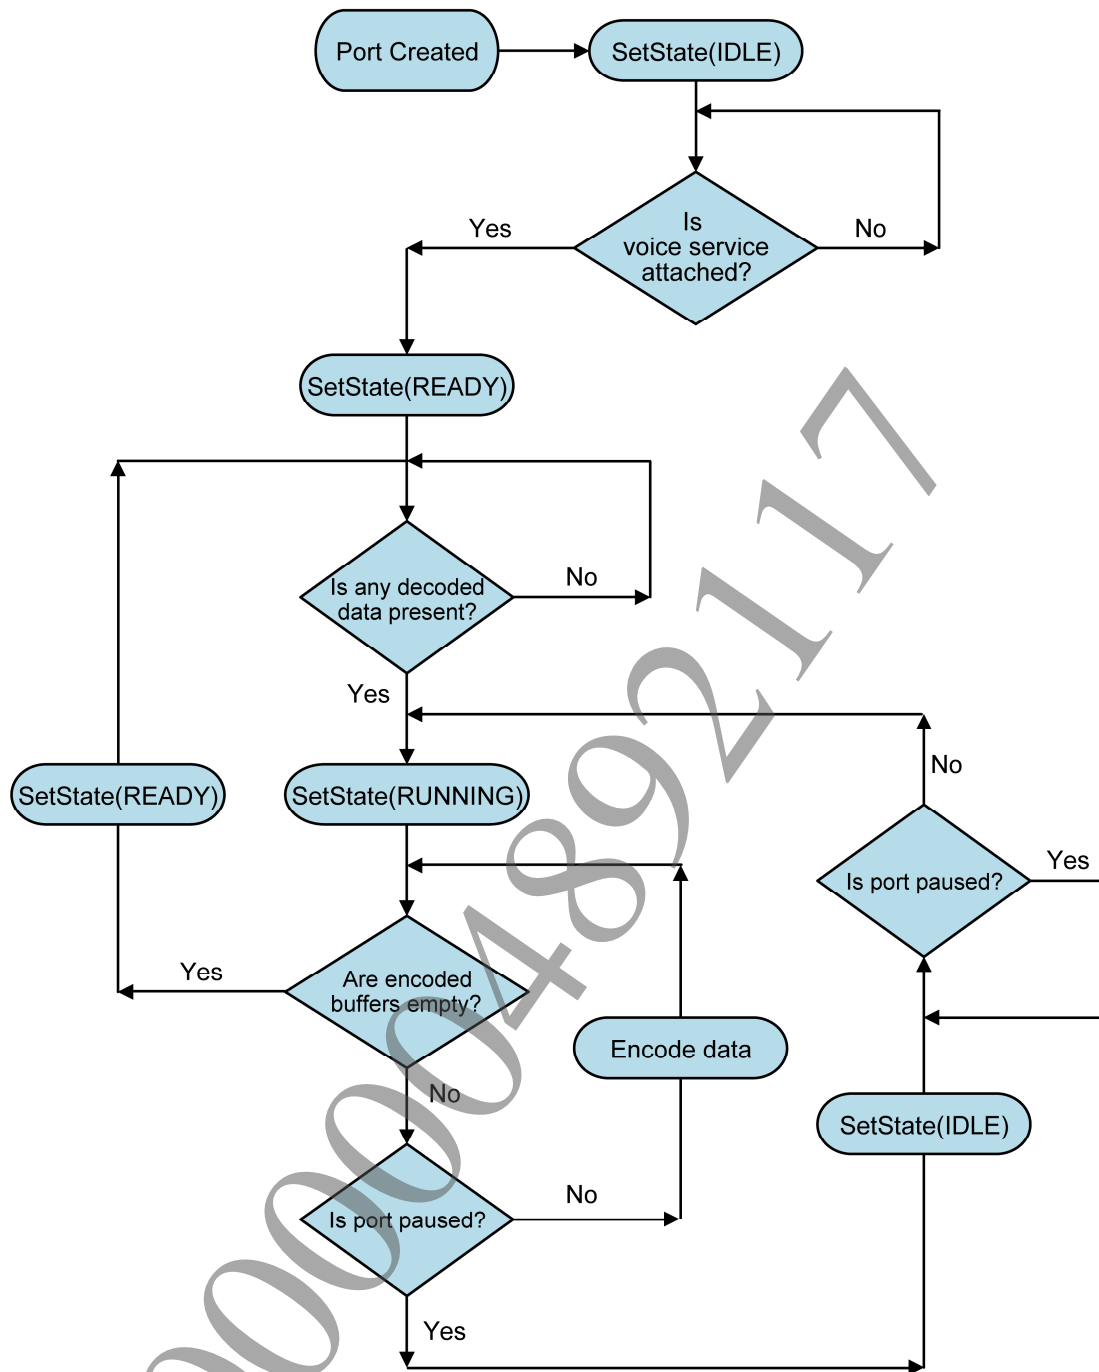 Port Created
SetState(IDLE)
Is
voice service
attached?
Yes
No
SetState(READY)
Is any decoded
data present?
No
Yes
SetState(READY)
SetState(RUNNING)
No
Is port paused?
Yes
Are encoded
buffers empty?
Yes
No
Encode data
SetState(IDLE)
Is port paused?
No
Yes